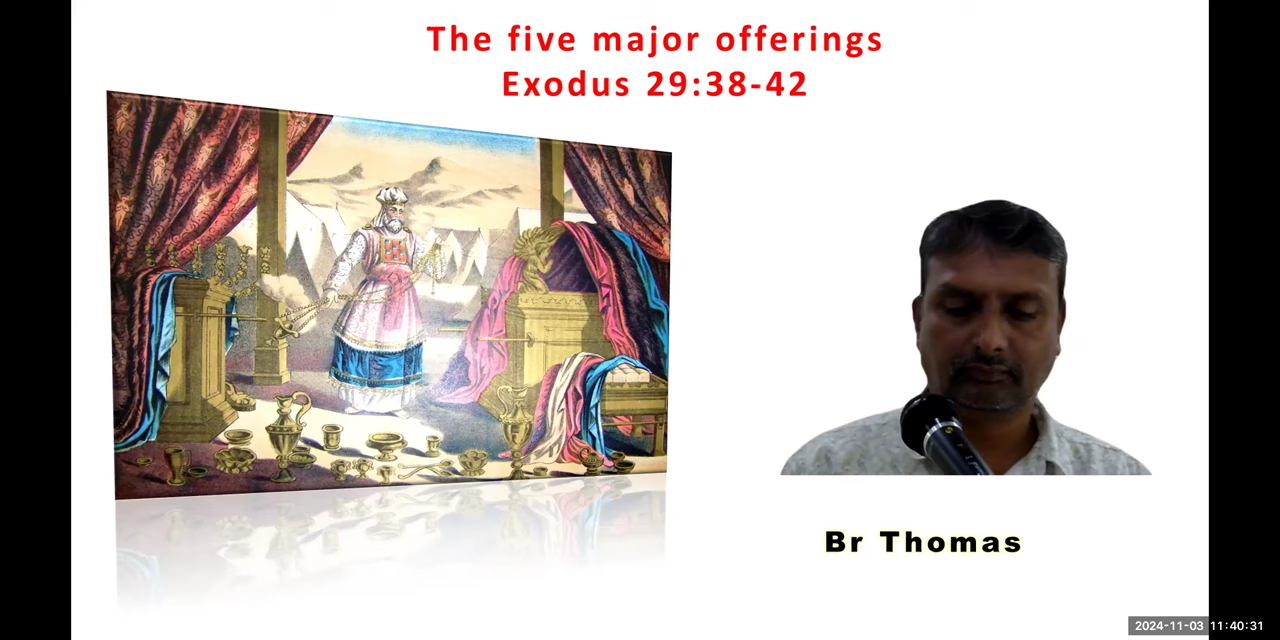 The five major offerings
Exodus 29:38-42
Br Thomas
2024-11-03 11:40:31